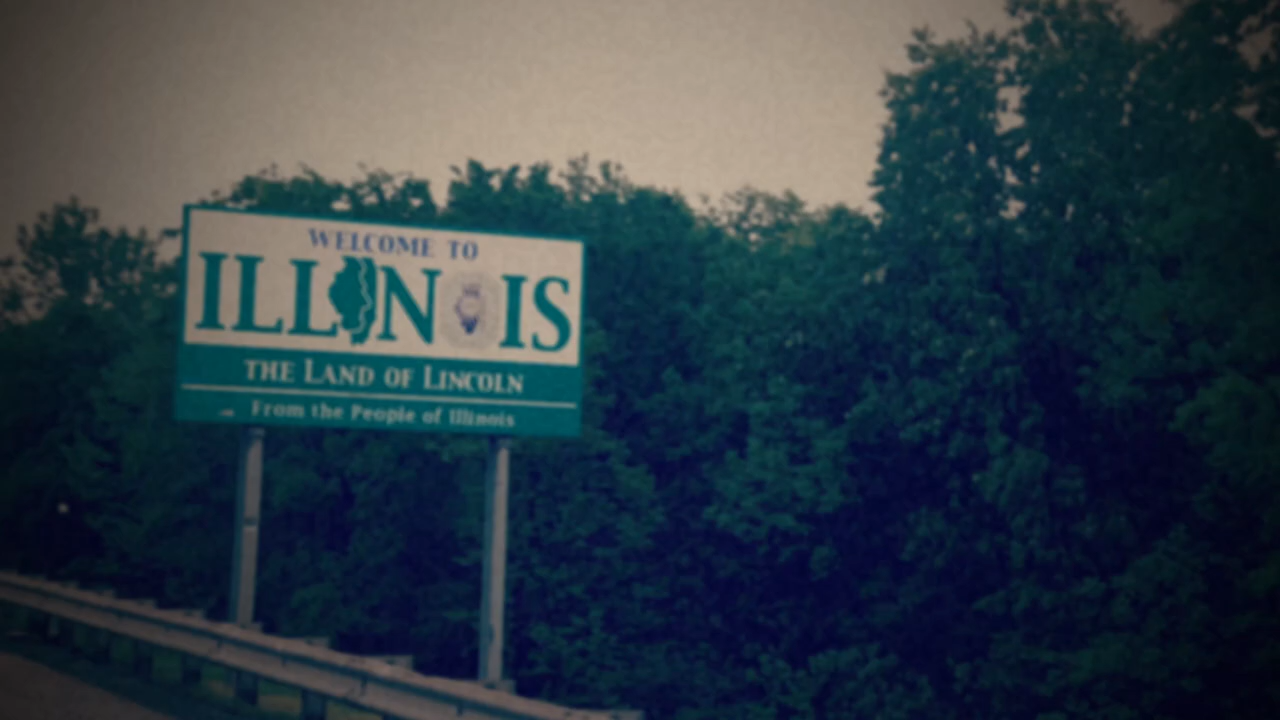 WELCOME TO
ILLINOIS
THE LAND OF LINCOLN
From the People of Illinois